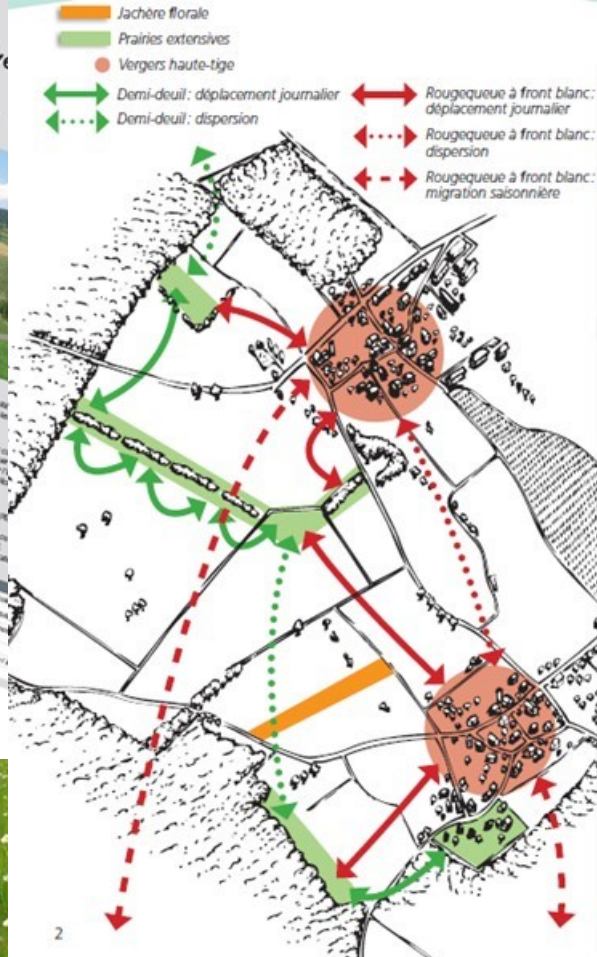 Jachère florale
Prairies extensives
Vergers haute-tige
Demi-deuil: déplacement journalier
Demi-deuil: dispersion
Rougequeue à front blanc:
déplacement journalier
Rougequeue à front blanc:
dispersion
Rougequeue à front blanc:
migration saisonnière
2